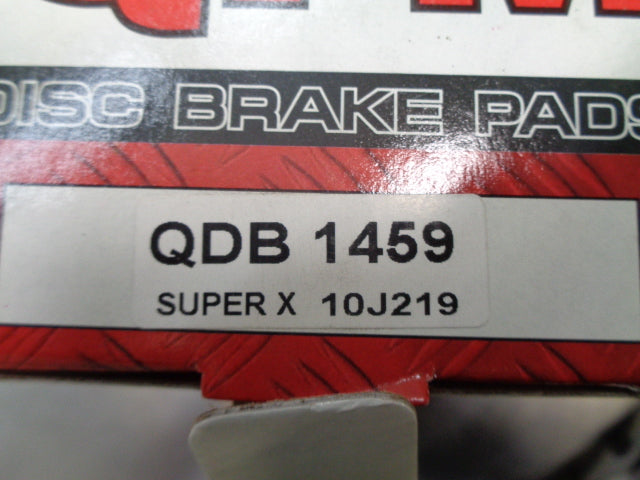 DISC BRAKE PADS
QDB 1459
SUPER X 10J219